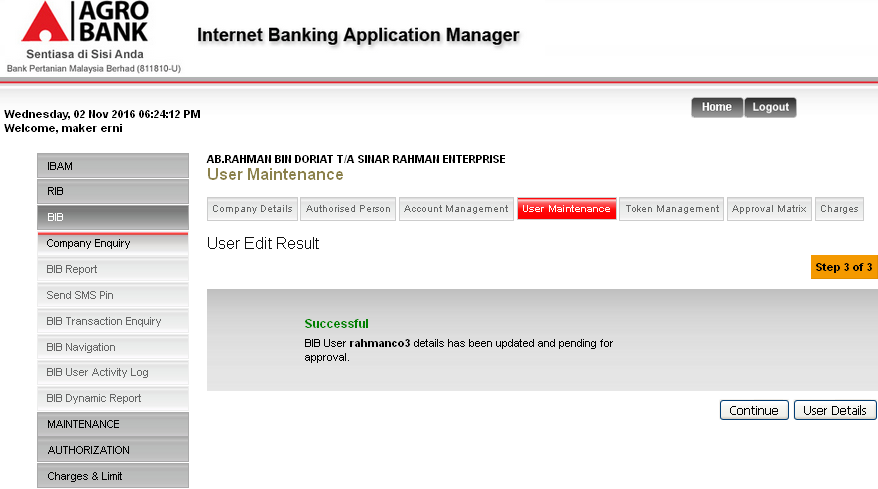 AGRO
BANK
Sentiasa di Sisi Anda
Bank Pertanian Malaysia Berhad (811810-U)
Internet Banking Application Manager
Wednesday, 02 Nov 2016 06:24:12 PM
Welcome, maker erni
Home
Logout
IBAM
RIB
BIB
Company Enquiry
BIB Report
Send SMS Pin
BIB Transaction Enquiry
BIB Navigation
BIB User Activity Log
BIB Dynamic Report
MAINTENANCE
AUTHORIZATION
Charges & Limit
AB.RAHMAN BIN DORIAT T/A SINAR RAHMAN ENTERPRISE
User Maintenance
Company Details
Authorised Person
Account Management
User Maintenance
Token Management
Approval Matrix
Charges
User Edit Result
Step 3 of 3
Successful
BIB User rahmanco3 details has been updated and pending for
approval.
Continue
User Details